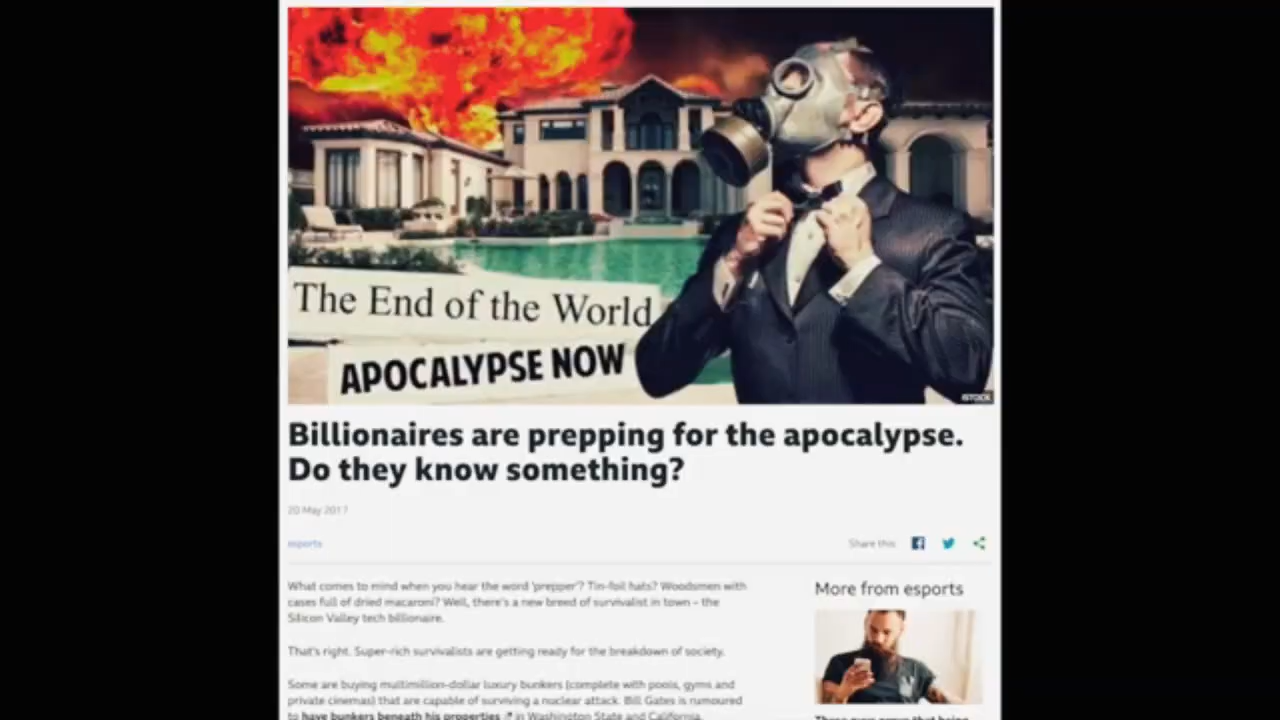 The End of the World
APOCALYPSE NOW
iSTOCK
Billionaires are prepping for the apocalypse.
Do they know something?
20 May 2017
esports
Share this:
What comes to mind when you hear the word 'prepper'? Tin-foil hats? Woodsmen with
cases full of dried macaroni? Well, there's a new breed of survivalist in town – the
Silicon Valley tech billionaire.
That's right. Super-rich survivalists are getting ready for the breakdown of society.
Some are buying multimillion-dollar luxury bunkers (complete with pools, gyms and
private cinemas) that are capable of surviving a nuclear attack. Bill Gates is rumoured
to have bunkers beneath his properties in Washington State and California.
More from esports